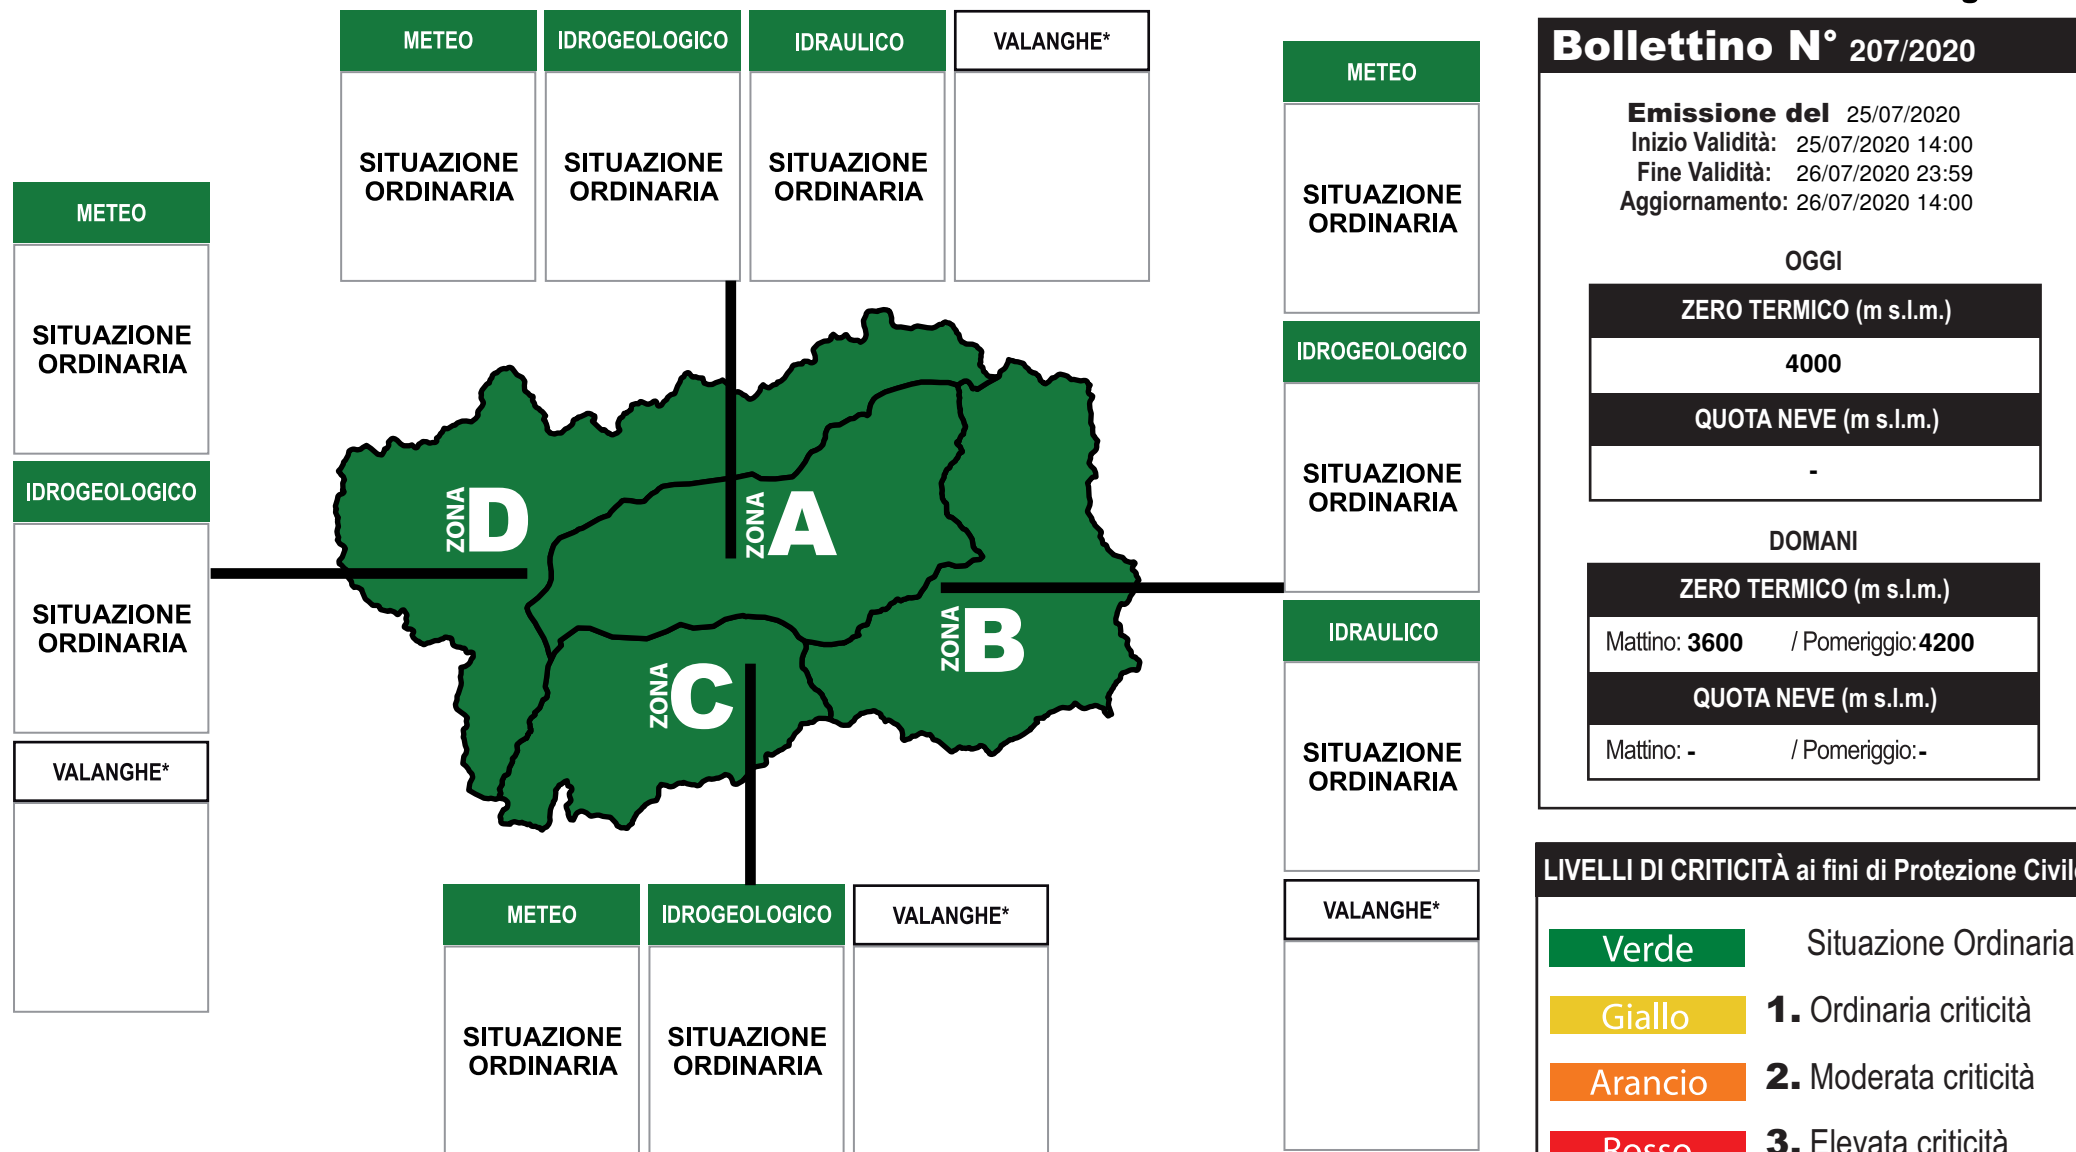 METEO
IDROGEOLOGICO
IDRAULICO
VALANGHE*
SITUAZIONE
ORDINARIA
SITUAZIONE
ORDINARIA
SITUAZIONE
ORDINARIA
METEO
SITUAZIONE
ORDINARIA
IDROGEOLOGICO
SITUAZIONE
ORDINARIA
VALANGHE*
ZONA D
ZONA A
ZONA B
ZONA C
METEO
SITUAZIONE
ORDINARIA
IDROGEOLOGICO
SITUAZIONE
ORDINARIA
IDRAULICO
SITUAZIONE
ORDINARIA
VALANGHE*
METEO
IDROGEOLOGICO
VALANGHE*
SITUAZIONE
ORDINARIA
SITUAZIONE
ORDINARIA
Bollettino N° 207/2020
Emissione del 25/07/2020
Inizio Validità: 25/07/2020 14:00
Fine Validità: 26/07/2020 23:59
Aggiornamento: 26/07/2020 14:00
OGGI
ZERO TERMICO (m s.l.m.)
4000
QUOTA NEVE (m s.l.m.)
-
DOMANI
ZERO TERMICO (m s.l.m.)
Mattino: 3600 / Pomeriggio: 4200
QUOTA NEVE (m s.l.m.)
Mattino: - / Pomeriggio: -
LIVELLI DI CRITICITÀ ai fini di Protezione Civile
Verde Situazione Ordinaria
Giallo 1. Ordinaria criticità
Arancio 2. Moderata criticità
Rosso 3. Elevata criticità